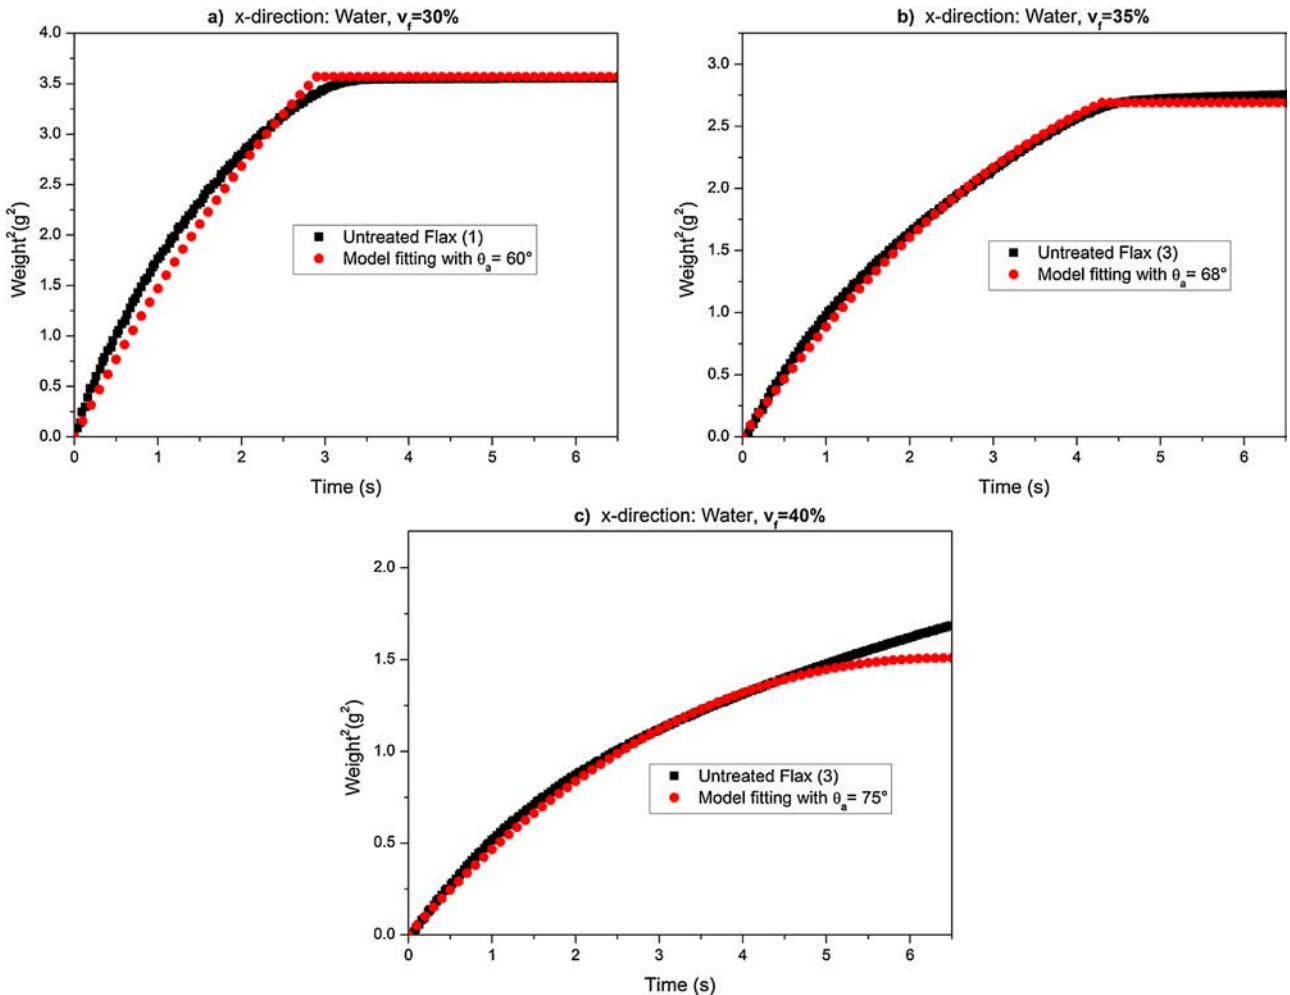 a) x-direction: Water, v_f=30%
4.0
3.5
3.0
2.5
2.0
1.5
1.0
0.5
0.0
Weight²(g²)
Untreated Flax (1)
Model fitting with θ_a= 60°
0 1 2 3 4 5 6
Time (s)
b) x-direction: Water, v_f=35%
3.0
2.5
2.0
1.5
1.0
0.5
0.0
Weight²(g²)
Untreated Flax (3)
Model fitting with θ_a= 68°
0 1 2 3 4 5 6
Time (s)
c) x-direction: Water, v_f=40%
2.0
1.5
1.0
0.5
0.0
Weight²(g²)
Untreated Flax (3)
Model fitting with θ_a= 75°
0 1 2 3 4 5 6
Time (s)